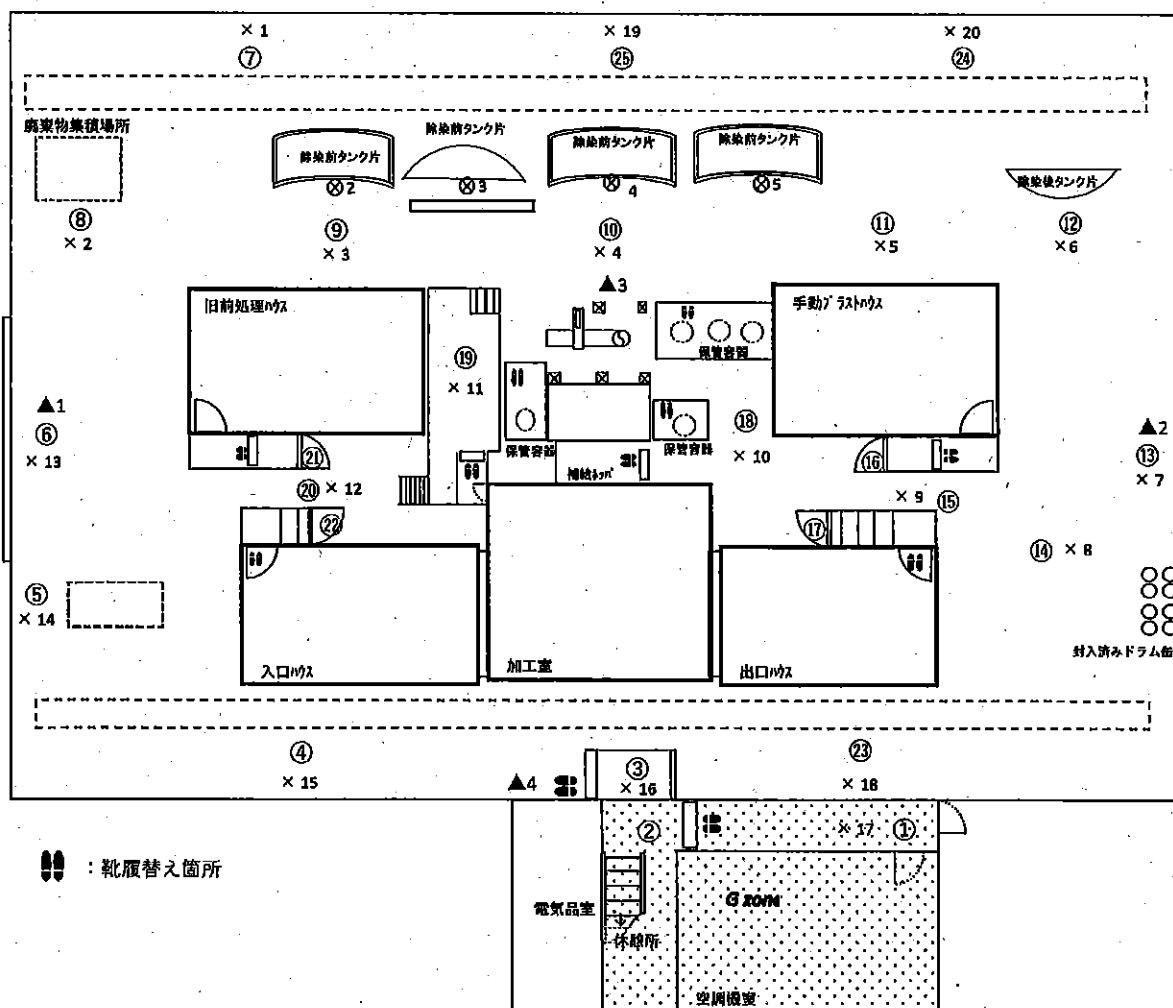 × 1
× 19
× 20
⑦
㉕
㉔
廃棄物集積場所
除染前タンク片
除染前タンク片
除染前タンク片
除染前タンク片
除染後タンク片
⊗2
⊗3
⊗4
⊗5
⑧
⑨
⑩
⑪
⑫
× 2
× 3
× 4
× 5
× 6
▲3
旧前処理ハウス
手動ブラストハウス
保管容器
⑲
× 11
▲1
⑥
× 13
⑱
× 10
▲2
⑬
× 7
保管容器
保管容器
補給ホッパ
㉑
⑯
⑳ × 12
× 9 ⑮
㉒
⑰
⑭ × 8
⑤
× 14
封入済みドラム缶
入口ハウス
加工室
出口ハウス
④
③
㉓
× 15
▲4
× 16
× 18
②
× 17 ①
：靴履替え箇所
G zone
電気品室
休憩所
空調機室